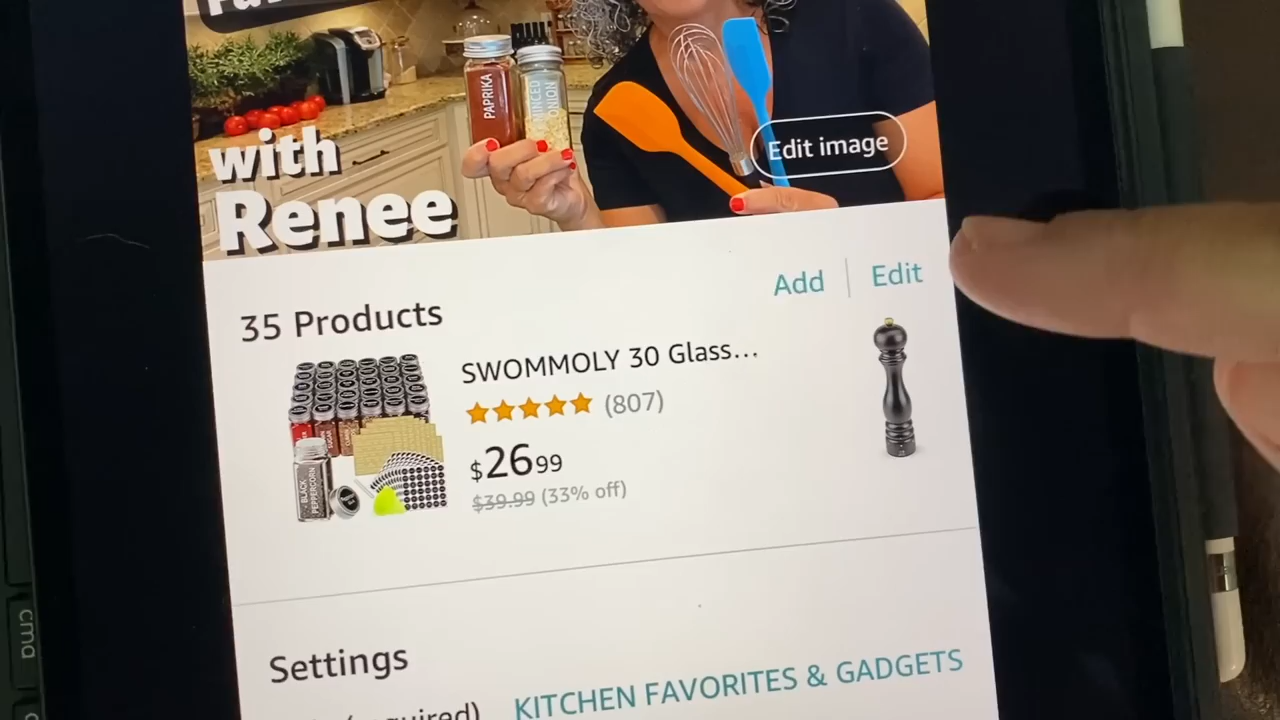 with
Renee
PAPRIKA
MINCED
ONION
Edit image
Add | Edit
35 Products
SWOMMOLY 30 Glass...
(807)
$26 99
$39.99 (33% off)
BLACK
PEPPERCORN
Settings
KITCHEN FAVORITES & GADGETS
cmd